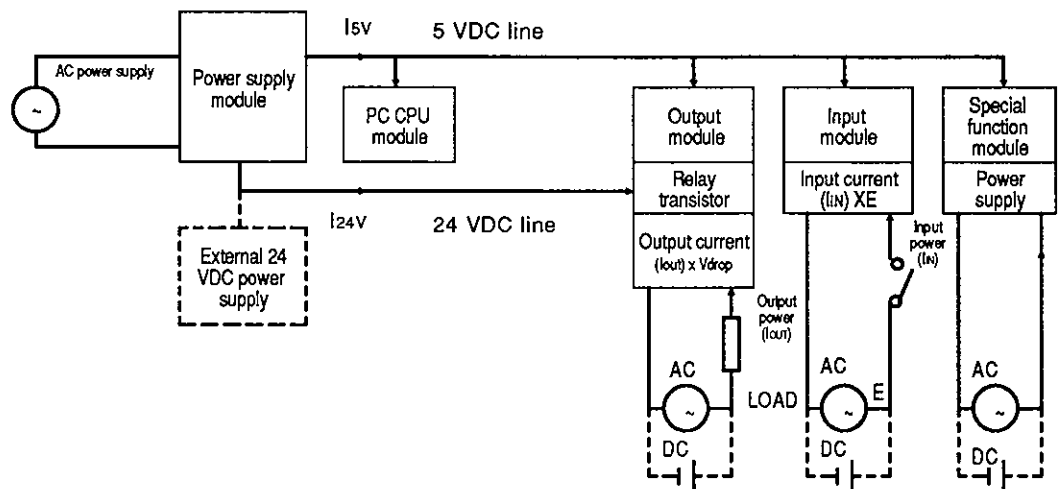 I5V 5 VDC line
AC power supply
Power supply
module
PC CPU
module
Output
module
Input
module
Special
function
module
Relay
transistor
Input current
(IIN) XE
Power
supply
I24V 24 VDC line
External 24
VDC power
supply
Output current
(Iout) x Vdrop
Input
power
(IIN)
Output
power
(IOUT)
AC
~
DC
LOAD
AC
~
E
DC
AC
~
DC
~